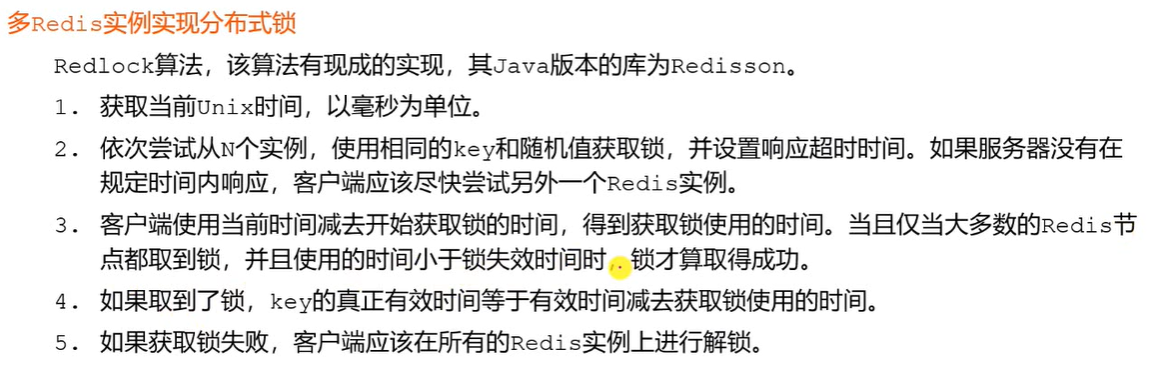 多Redis实例实现分布式锁
Redlock算法，该算法有现成的实现，其Java版本的库为Redisson。
1. 获取当前Unix时间，以毫秒为单位。
2. 依次尝试从N个实例，使用相同的key和随机值获取锁，并设置响应超时时间。如果服务器没有在
规定时间内响应，客户端应该尽快尝试另外一个Redis实例。
3. 客户端使用当前时间减去开始获取锁的时间，得到获取锁使用的时间。当且仅当大多数的Redis节
点都取到锁，并且使用的时间小于锁失效时间时，锁才算取得成功。
4. 如果取到了锁，key的真正有效时间等于有效时间减去获取锁使用的时间。
5. 如果获取锁失败，客户端应该在所有的Redis实例上进行解锁。